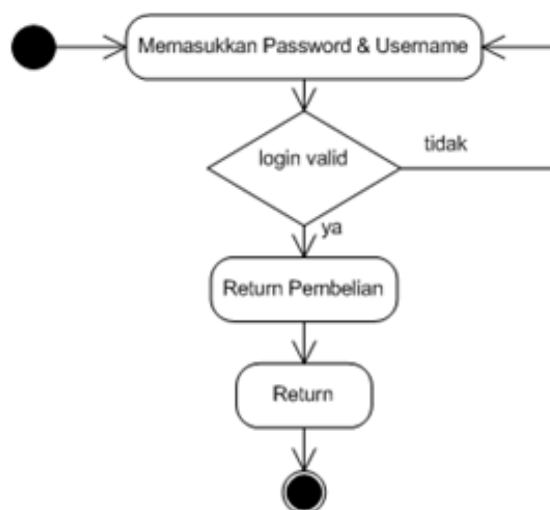 Memasukkan Password & Username
login valid
tidak
ya
Return Pembelian
Return